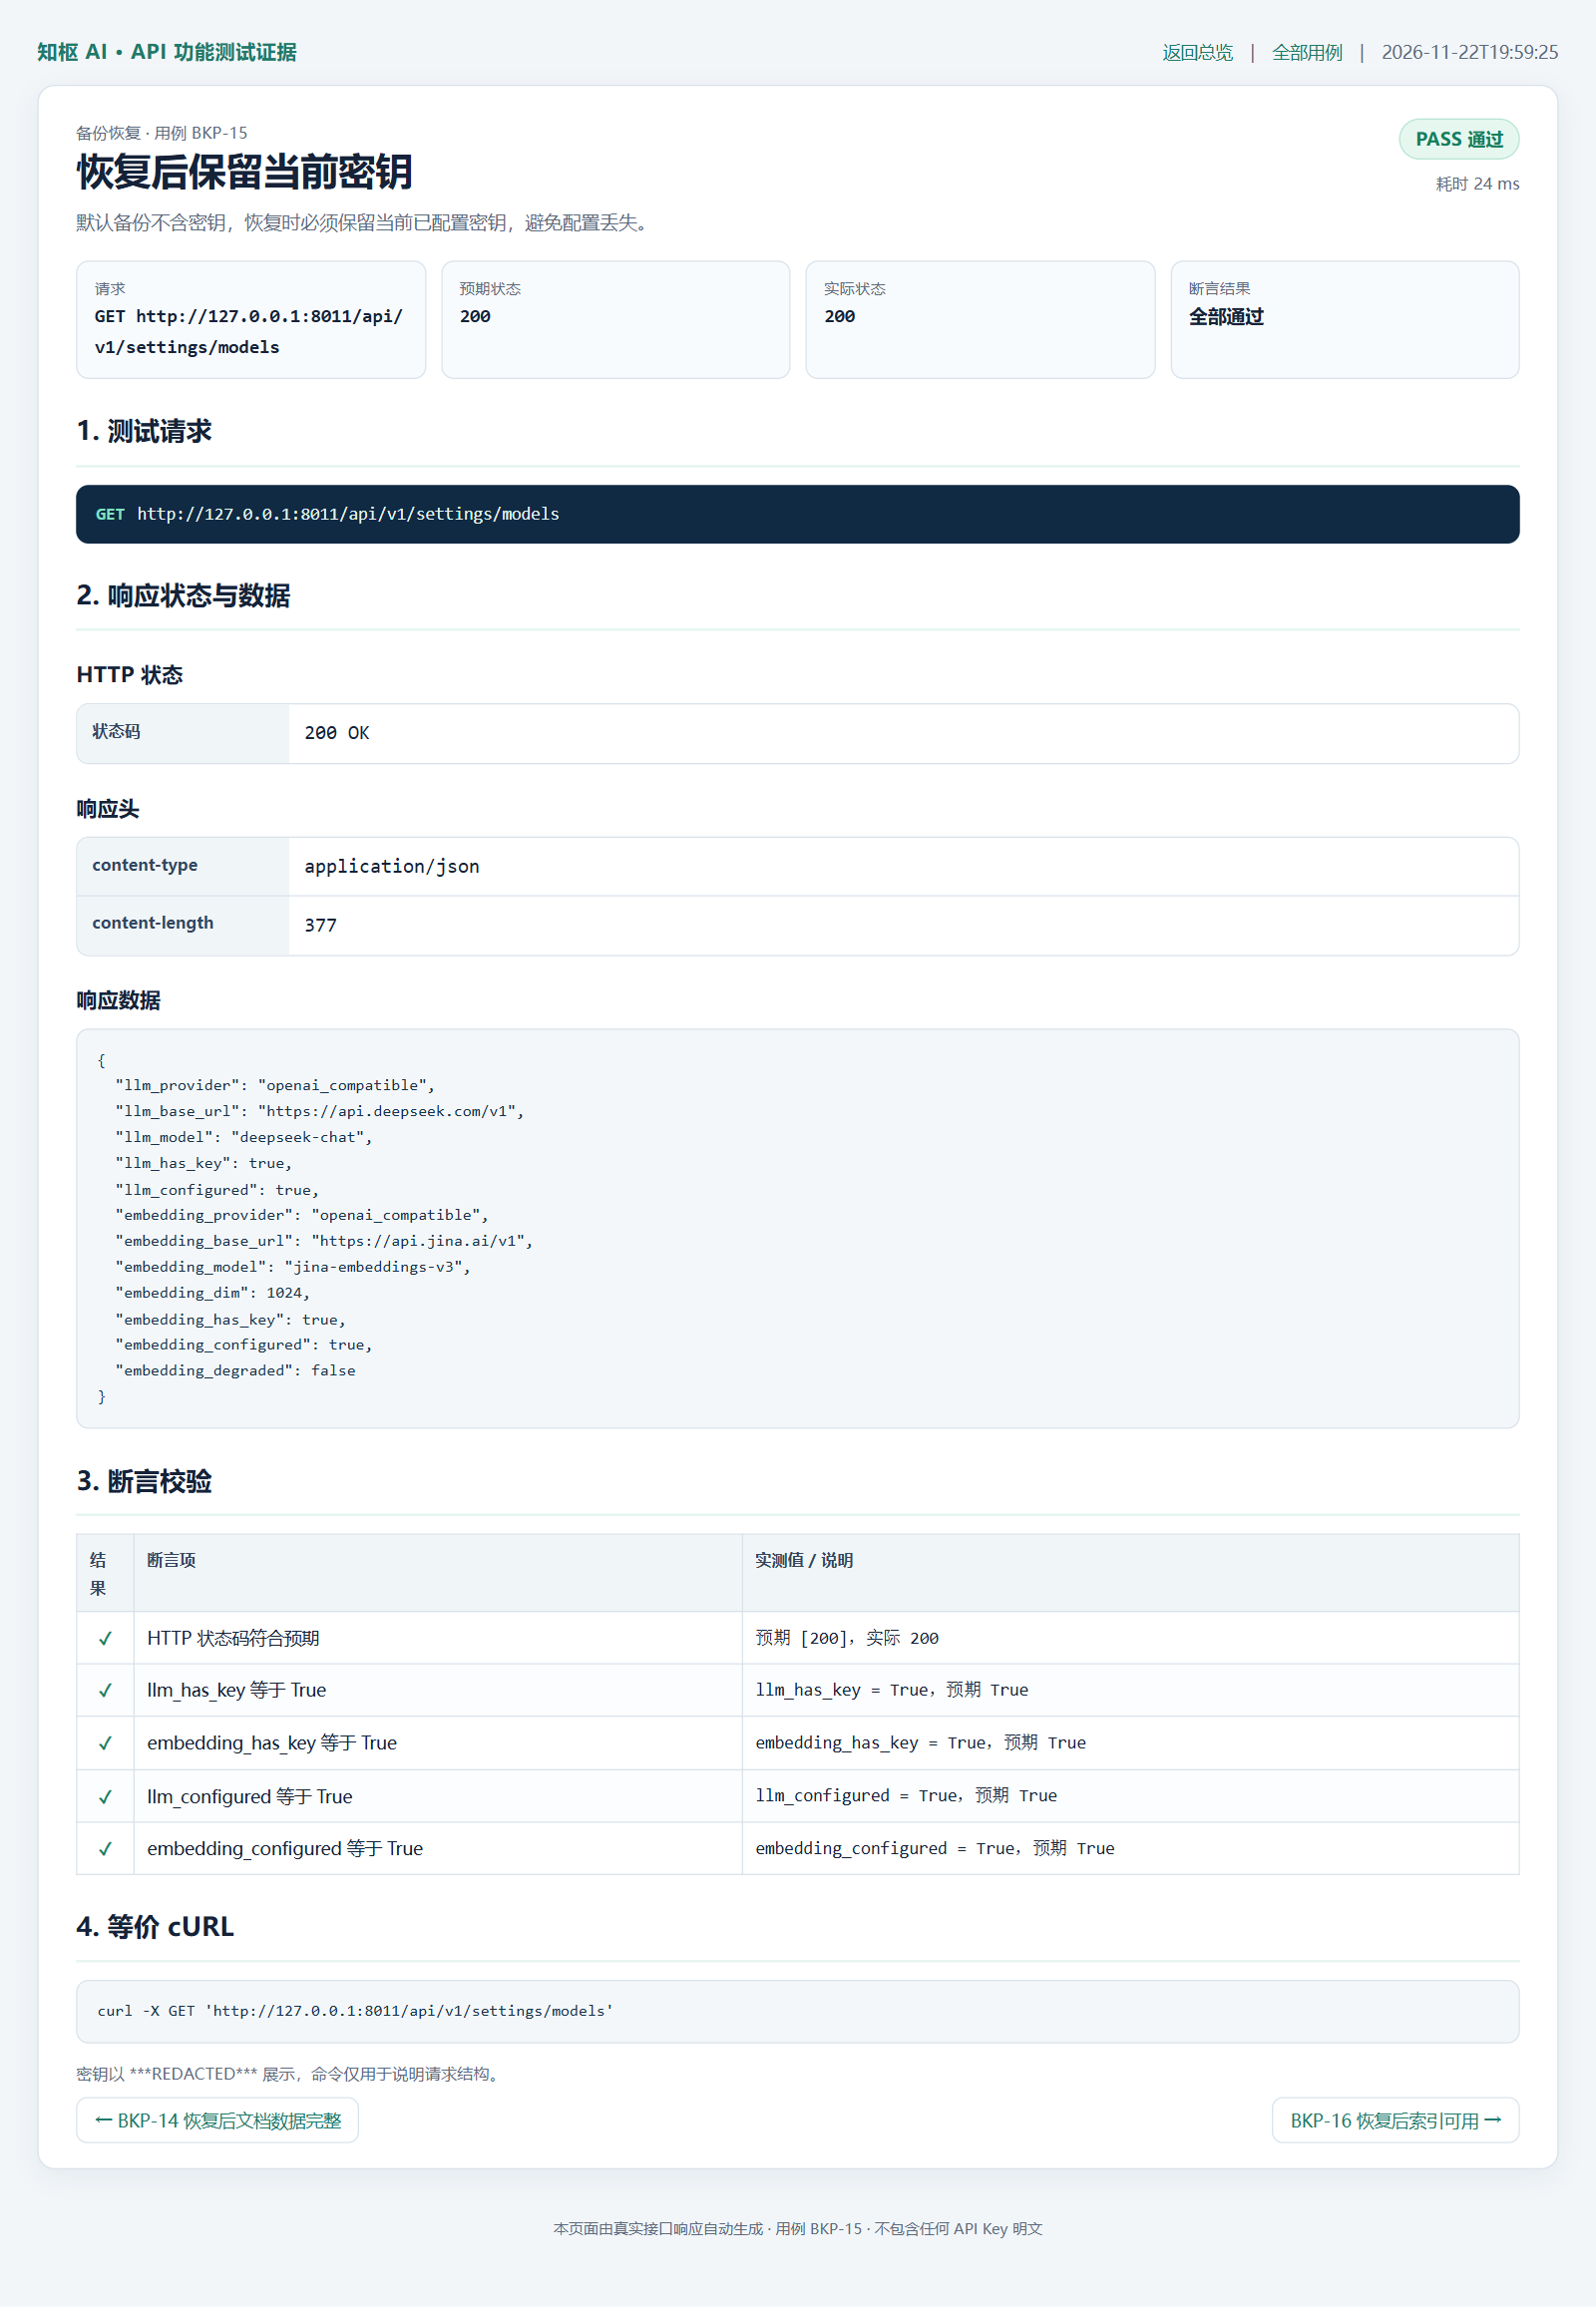 知枢 AI · API 功能测试证据
返回总览 | 全部用例 | 2026-11-22T19:59:25
备份恢复 · 用例 BKP-15
恢复后保留当前密钥
默认备份不含密钥，恢复时必须保留当前已配置密钥，避免配置丢失。
PASS 通过
耗时 24 ms
请求
GET http://127.0.0.1:8011/api/
v1/settings/models
预期状态
200
实际状态
200
断言结果
全部通过
1. 测试请求
GET http://127.0.0.1:8011/api/v1/settings/models
2. 响应状态与数据
HTTP 状态
状态码 200 OK
响应头
content-type application/json
content-length 377
响应数据
{
  "llm_provider": "openai_compatible",
  "llm_base_url": "https://api.deepseek.com/v1",
  "llm_model": "deepseek-chat",
  "llm_has_key": true,
  "llm_configured": true,
  "embedding_provider": "openai_compatible",
  "embedding_base_url": "https://api.jina.ai/v1",
  "embedding_model": "jina-embeddings-v3",
  "embedding_dim": 1024,
  "embedding_has_key": true,
  "embedding_configured": true,
  "embedding_degraded": false
}
3. 断言校验
结果 断言项 实测值 / 说明
✓ HTTP 状态码符合预期 预期 [200]，实际 200
✓ llm_has_key 等于 True llm_has_key = True，预期 True
✓ embedding_has_key 等于 True embedding_has_key = True，预期 True
✓ llm_configured 等于 True llm_configured = True，预期 True
✓ embedding_configured 等于 True embedding_configured = True，预期 True
4. 等价 cURL
curl -X GET 'http://127.0.0.1:8011/api/v1/settings/models'
密钥以 ***REDACTED*** 展示，命令仅用于说明请求结构。
← BKP-14 恢复后文档数据完整
BKP-16 恢复后索引可用 →
本页面由真实接口响应自动生成 · 用例 BKP-15 · 不包含任何 API Key 明文